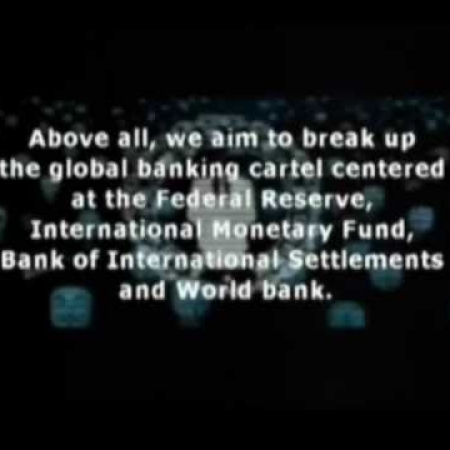 Above all, we aim to break up
the global banking cartel centered
at the Federal Reserve,
International Monetary Fund,
Bank of International Settlements
and World bank.